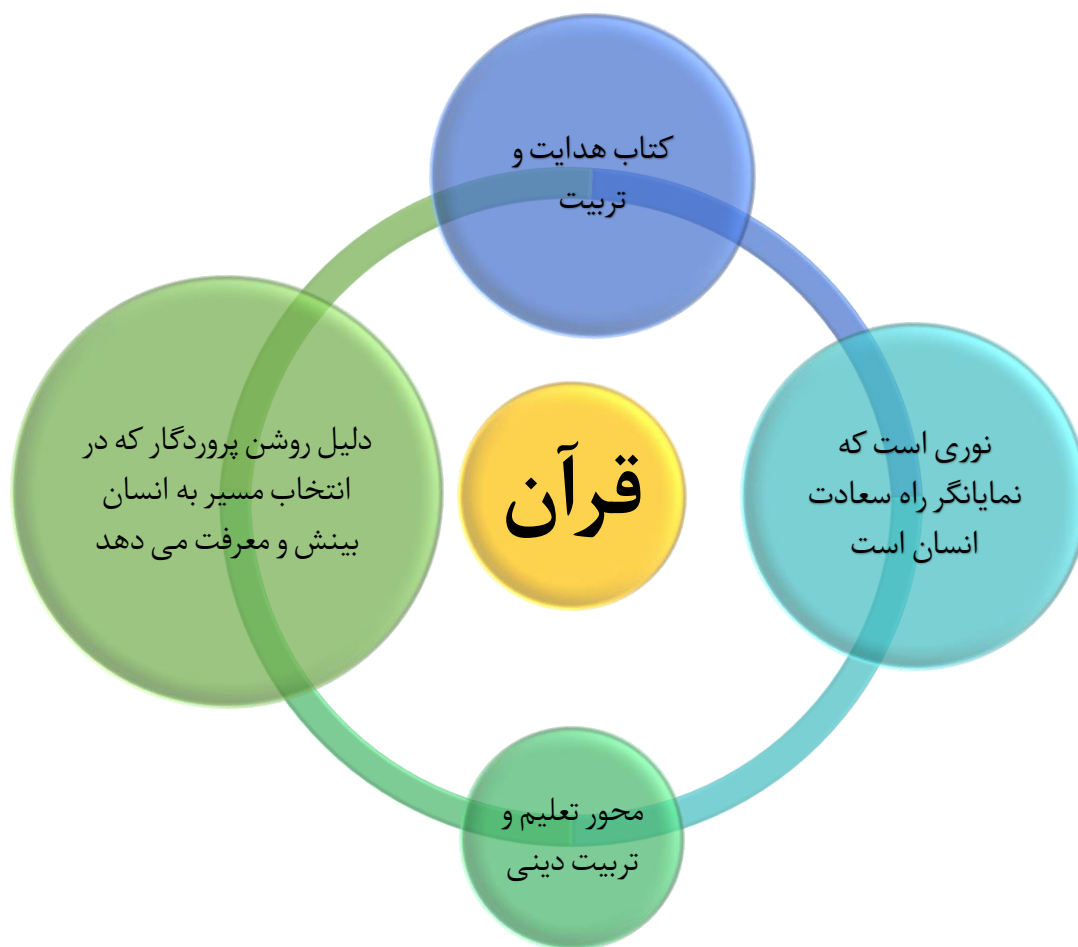 کتاب هدایت و
تربیت
نوری است که
نمایانگر راه سعادت
انسان است
قرآن
دلیل روشن پروردگار که در
انتخاب مسیر به انسان
بینش و معرفت می دهد
محور تعلیم و
تربیت دینی